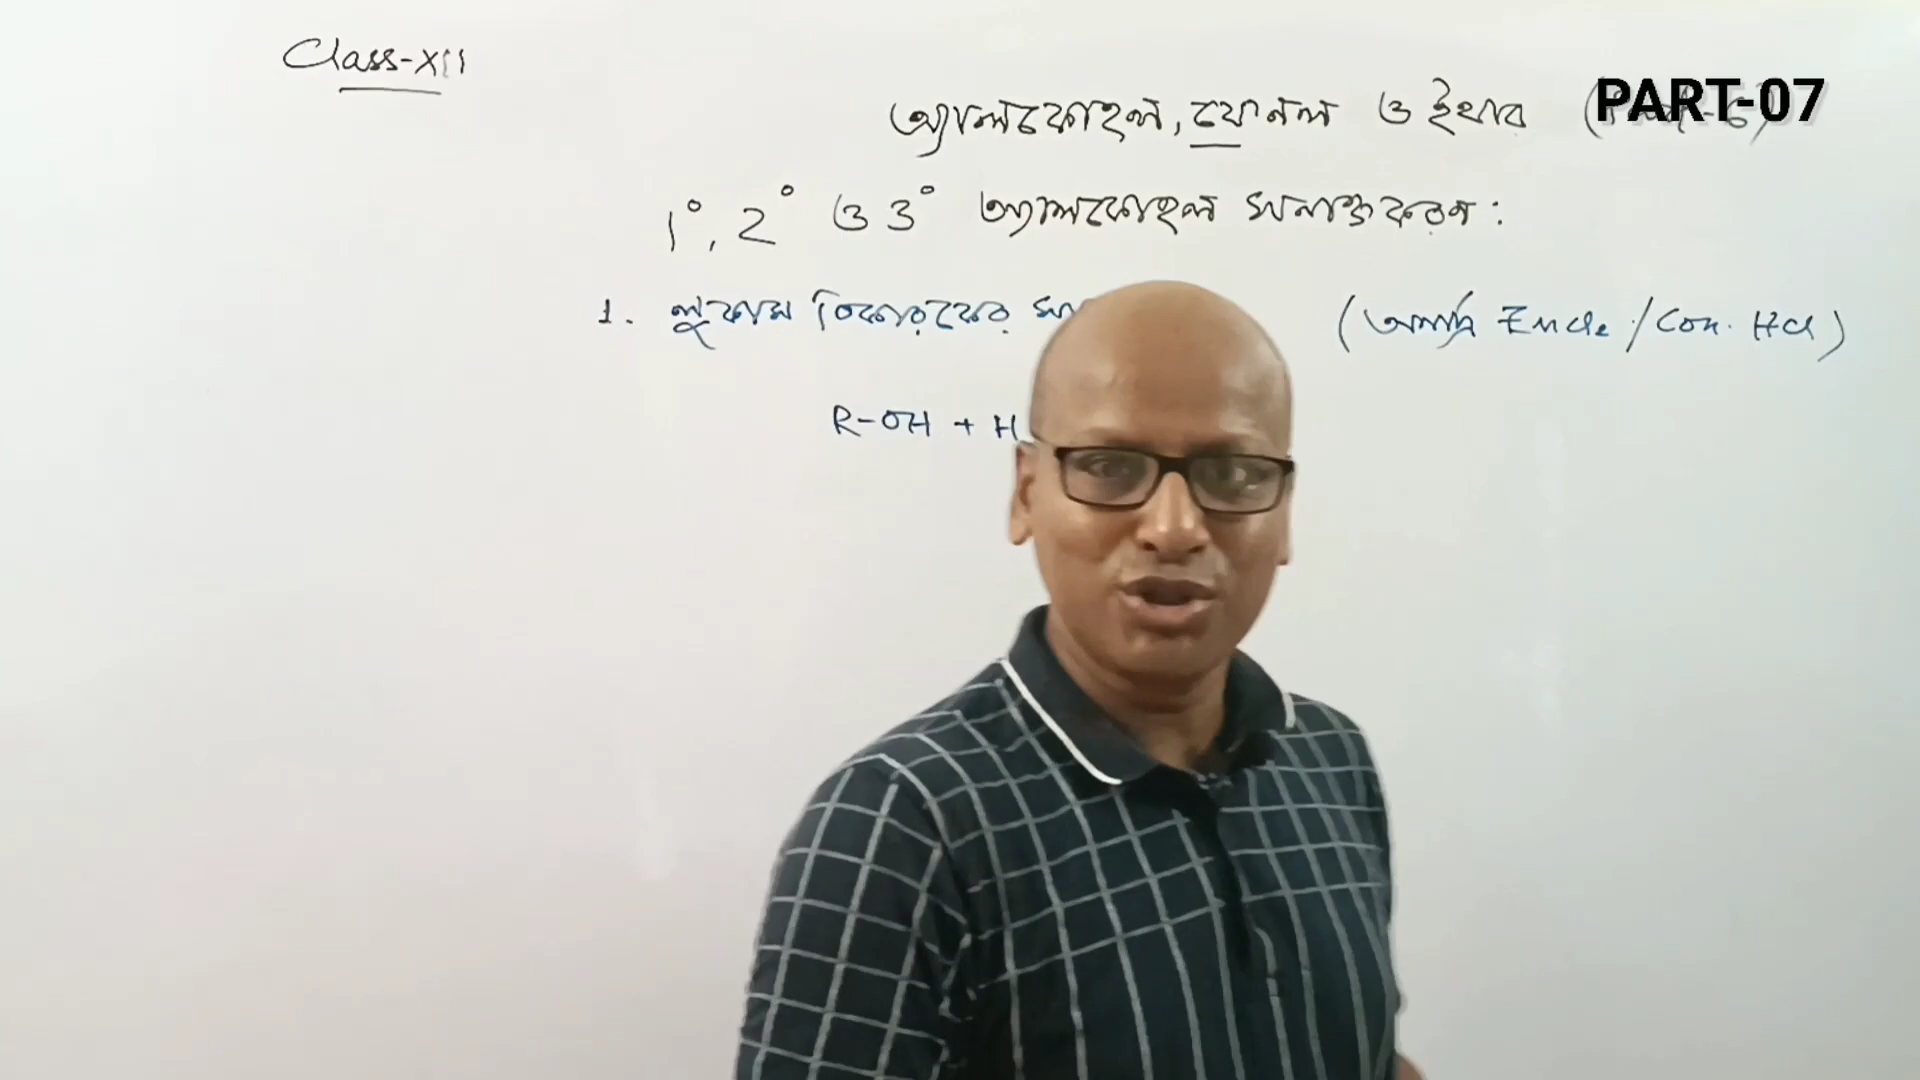 Class-XII
PART-07
অ্যালকোহল, ফেনল ও ইথার
1°, 2° ও 3° অ্যালকোহল সনাক্তকরণ :
1. লুকাস বিকারকের
(অনার্দ্র ZnCl₂ / Con. HCl)
R-OH + H